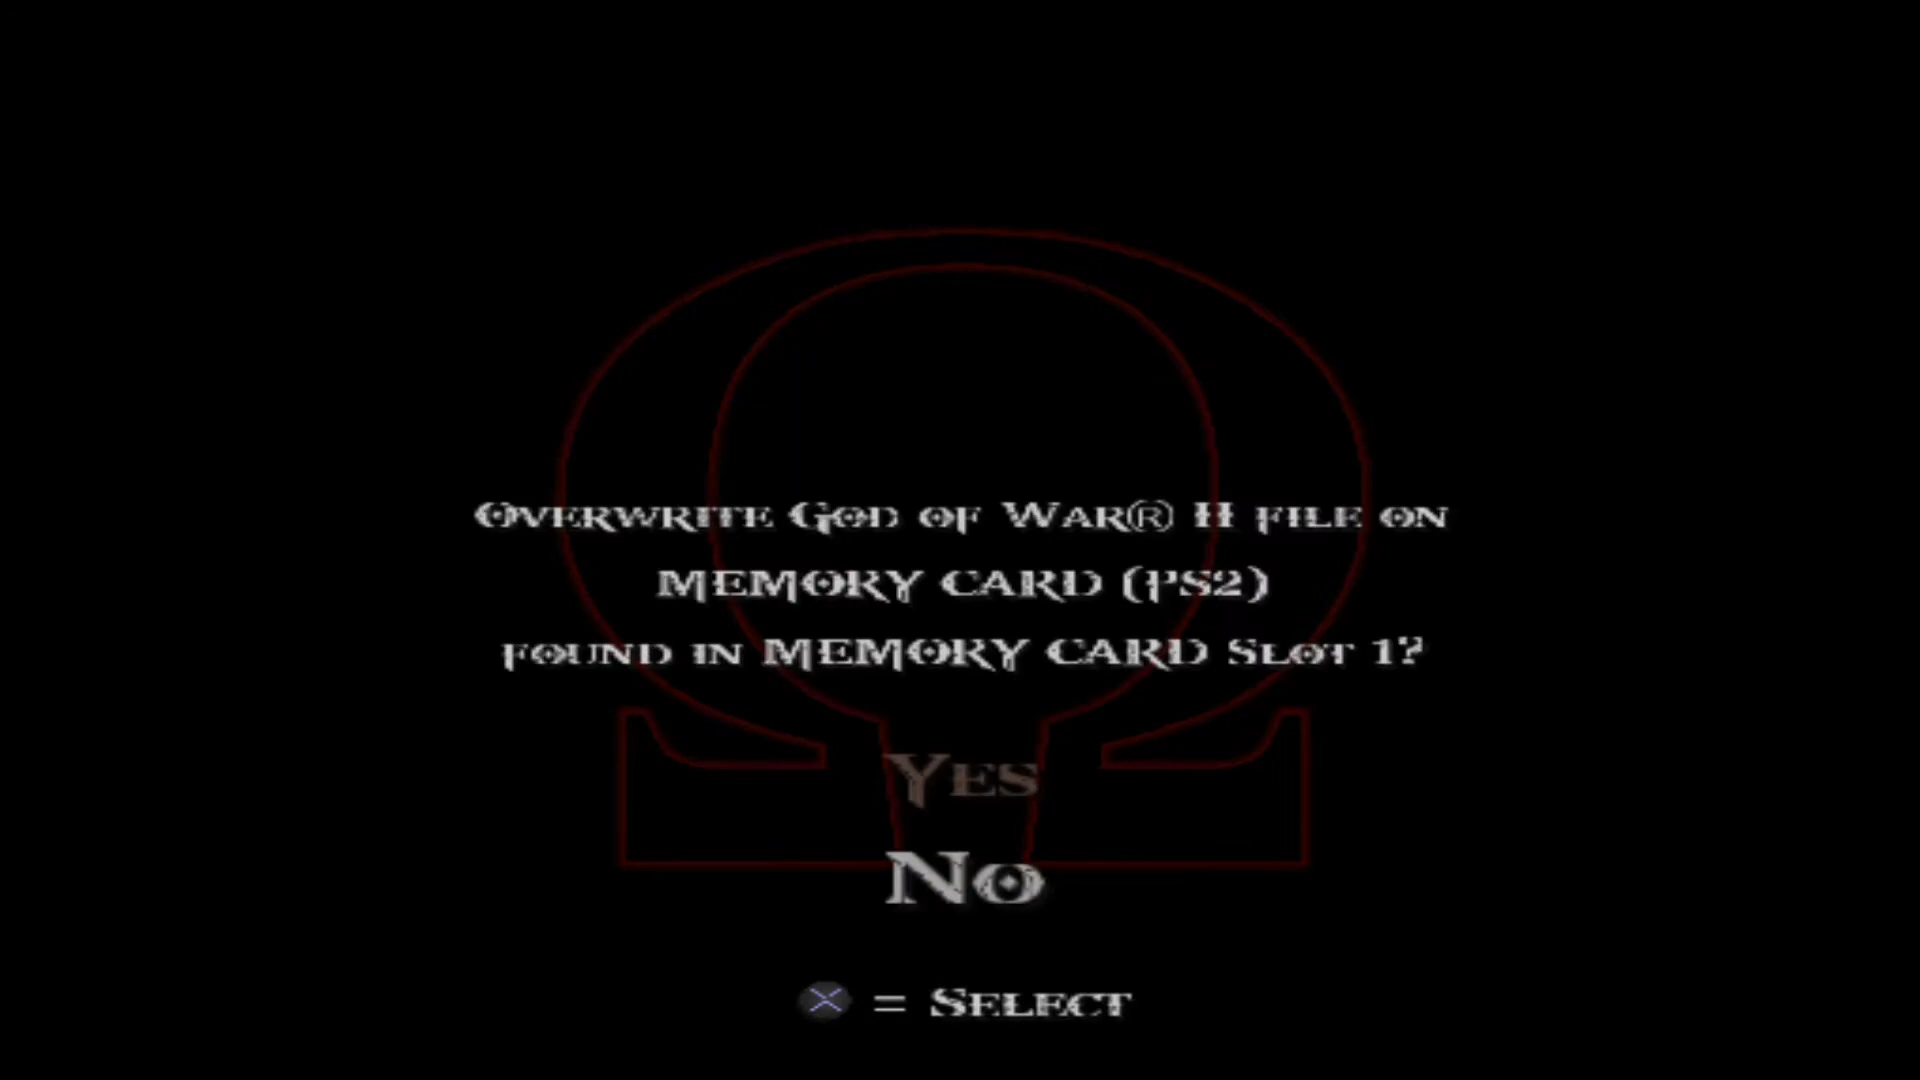 Overwrite God of War® II file on
MEMORY CARD (PS2)
found in MEMORY CARD Slot 1?
Yes
No
= Select